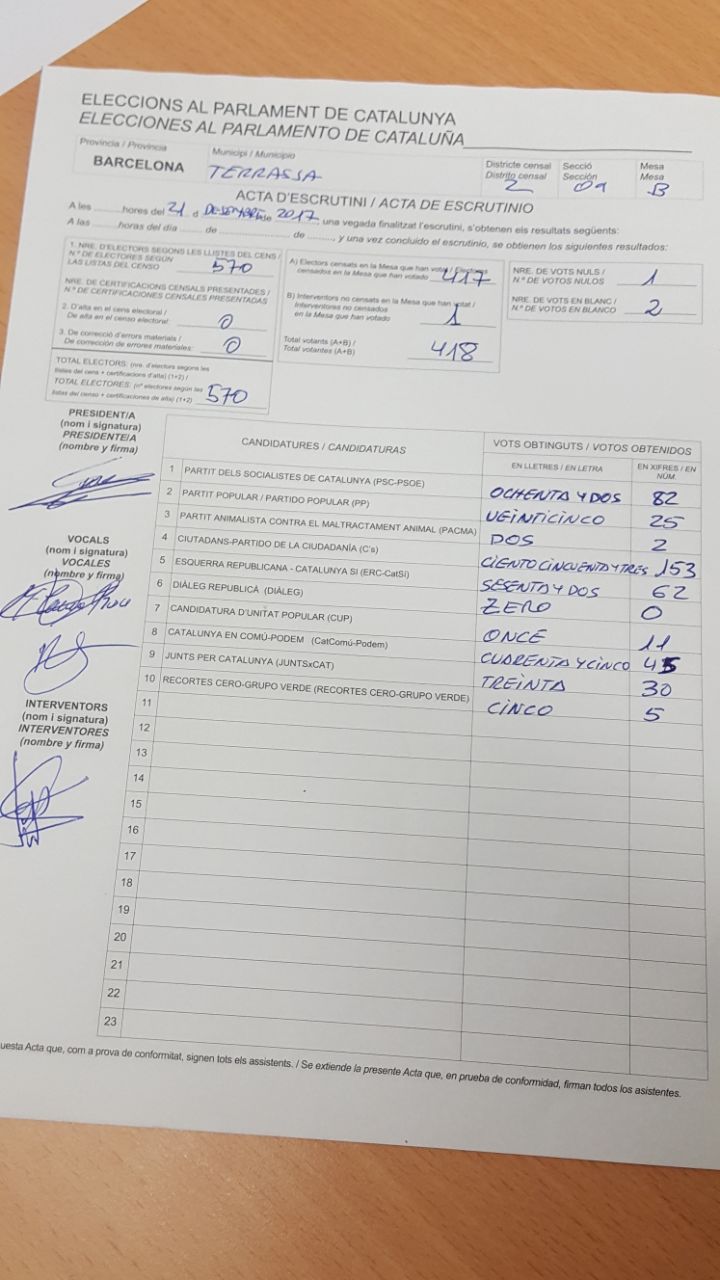 ELECCIONS AL PARLAMENT DE CATALUNYA
ELECCIONES AL PARLAMENTO DE CATALUÑA
Província / Provincia
BARCELONA
Municipi / Municipio
TERRASSA
Districte censal
Distrito censal
2
Secció
Sección
09
Mesa
Mesa
B
ACTA D'ESCRUTINI / ACTA DE ESCRUTINIO
A les ......... hores del 21 d de 2017, una vegada finalitzat l'escrutini, s'obtenen els resultats següents:
A las ......... horas del día ......... de ......... de ........., y una vez concluido el escrutinio, se obtienen los siguientes resultados:
1. NRE. D'ELECTORS SEGONS LES LLISTES DEL CENS /
N.º DE ELECTORES SEGÚN
LAS LISTAS DEL CENSO
570
NRE. DE CERTIFICACIONS CENSALS PRESENTADES /
N.º DE CERTIFICACIONES CENSALES PRESENTADAS
2. D'alta en el cens electoral /
De alta en el censo electoral:
0
3. De correcció d'errors materials /
De corrección de errores materiales:
0
TOTAL ELECTORS: (nre. d'electors segons les
llistes del cens + certificacions d'alta) (1+2) /
TOTAL ELECTORES: (nº electores según las
listas del censo + certificaciones de alta) (1+2)
570
A) Electors censats en la Mesa que han votat / Electores
censados en la Mesa que han votado
417
B) Interventors no censats en la Mesa que han votat /
Interventores no censados
en la Mesa que han votado
1
Total votants (A+B) /
Total votantes (A+B)
418
NRE. DE VOTS NULS /
N.º DE VOTOS NULOS
1
NRE. DE VOTS EN BLANC /
N.º DE VOTOS EN BLANCO
2
PRESIDENT/A
(nom i signatura)
PRESIDENTE/A
(nombre y firma)
VOCALS
(nom i signatura)
VOCALES
(nombre y firma)
INTERVENTORS
(nom i signatura)
INTERVENTORES
(nombre y firma)
CANDIDATURES / CANDIDATURAS
VOTS OBTINGUTS / VOTOS OBTENIDOS
EN LLETRES / EN LETRA
EN XIFRES / EN NÚM.
1 PARTIT DELS SOCIALISTES DE CATALUNYA (PSC-PSOE) OCHENTA Y DOS 82
2 PARTIT POPULAR / PARTIDO POPULAR (PP) VEINTICINCO 25
3 PARTIT ANIMALISTA CONTRA EL MALTRACTAMENT ANIMAL (PACMA) DOS 2
4 CIUTADANS-PARTIDO DE LA CIUDADANÍA (C's) CIENTO CINCUENTA Y TRES 153
5 ESQUERRA REPUBLICANA - CATALUNYA SI (ERC-CatSí) SESENTA Y DOS 62
6 DIÀLEG REPUBLICÀ (DIÀLEG) ZERO 0
7 CANDIDATURA D'UNITAT POPULAR (CUP) ONCE 11
8 CATALUNYA EN COMÚ-PODEM (CatComú-Podem) CUARENTA Y CINCO 45
9 JUNTS PER CATALUNYA (JUNTSxCAT) TREINTA 30
10 RECORTES CERO-GRUPO VERDE (RECORTES CERO-GRUPO VERDE) CINCO 5
11
12
13
14
15
16
17
18
19
20
21
22
23
uesta Acta que, com a prova de conformitat, signen tots els assistents. / Se extiende la presente Acta que, en prueba de conformidad, firman todos los asistentes.